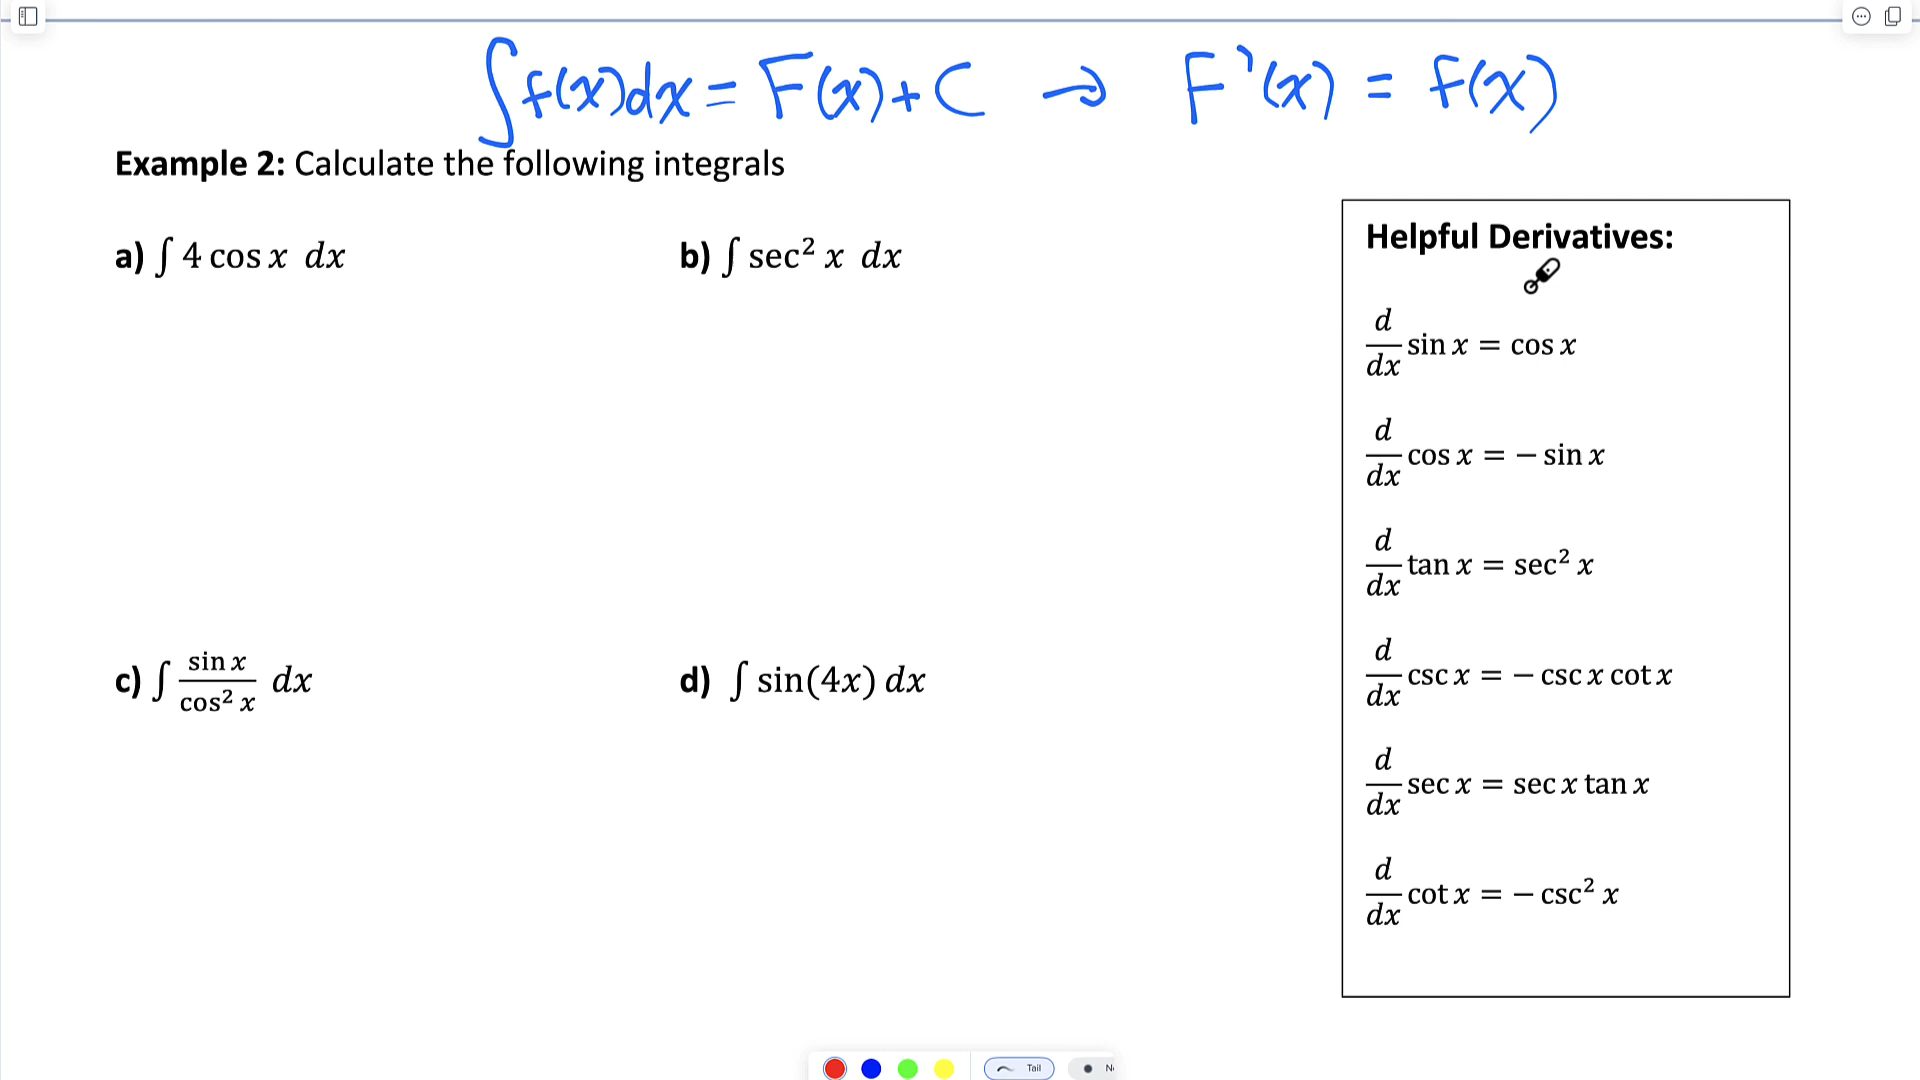 ∫f(x)dx = F(x)+C → F'(x) = f(x)
Example 2: Calculate the following integrals
a) ∫ 4 cos x dx
b) ∫ sec² x dx
c) ∫ sin x / cos² x dx
d) ∫ sin(4x) dx
Helpful Derivatives:
d/dx sin x = cos x
d/dx cos x = − sin x
d/dx tan x = sec² x
d/dx csc x = − csc x cot x
d/dx sec x = sec x tan x
d/dx cot x = − csc² x
Tail